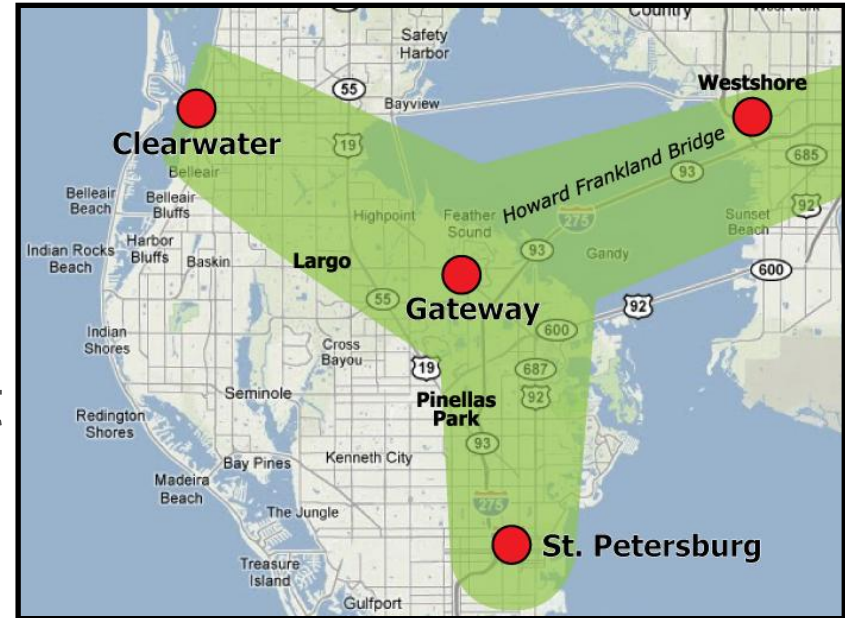 Country
Safety
Harbor
55
Bayview
Westshore
19
Clearwater
Howard Frankland Bridge
685
93
Belleair
Belleair
Beach
Belleair
Bluffs
Highpoint
Feather
Sound
275
92
Sunset
Beach
Indian Rocks
Beach
Harbor
Bluffs
Baskin
Largo
93
Gandy
600
Gateway
55
92
600
Indian
Shores
Cross
Bayou
19
687
Seminole
Pinellas
Park
92
Redington
Shores
93
Bay Pines
Kenneth City
Madeira
Beach
275
The Jungle
St. Petersburg
Treasure
Island
Gulfport